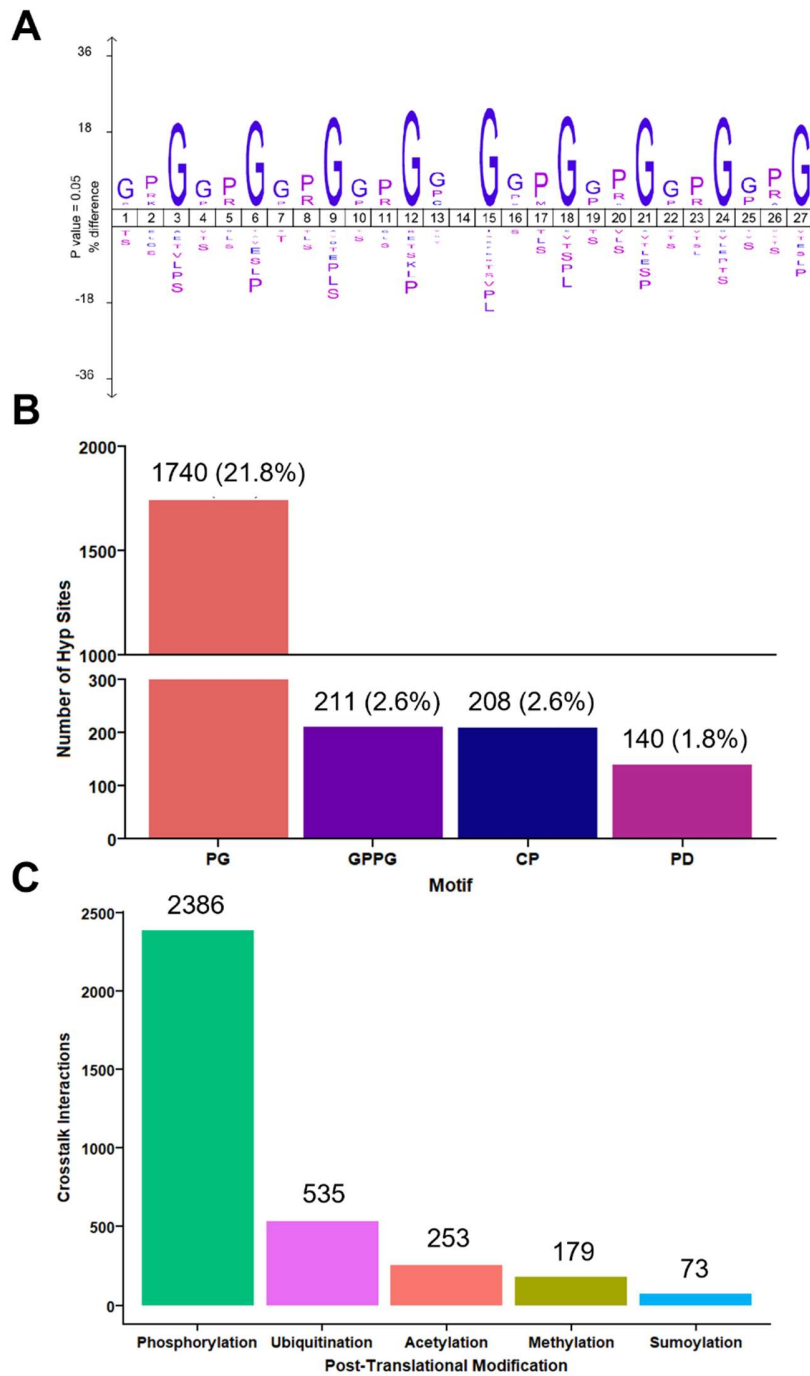 A
36
18
P value = 0.05
% difference
-18
-36
G P G G P G G P G G P G G G G P G G P G G P G G P G
1 2 3 4 5 6 7 8 9 10 11 12 13 14 15 16 17 18 19 20 21 22 23 24 25 26 27
B
2000
1740 (21.8%)
1500
1000
300
211 (2.6%) 208 (2.6%)
200
140 (1.8%)
100
0
Number of Hyp Sites
PG GPPG CP PD
Motif
C
2500
2386
2000
1500
1000
535
500
253
179
73
0
Crosstalk Interactions
Phosphorylation Ubiquitination Acetylation Methylation Sumoylation
Post-Translational Modification